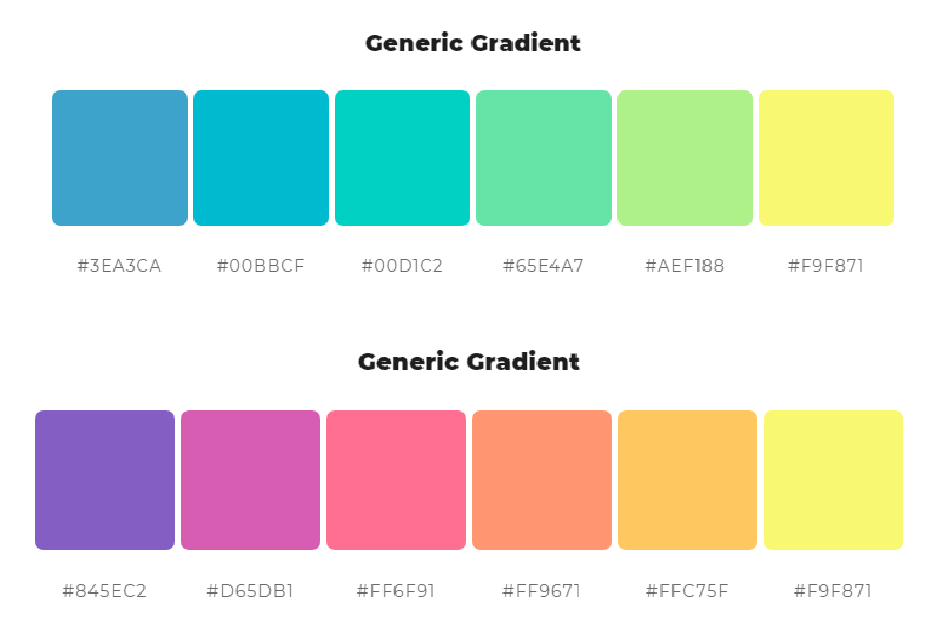 Generic Gradient
#3EA3CA #00BBCF #00D1C2 #65E4A7 #AEF188 #F9F871
Generic Gradient
#845EC2 #D65DB1 #FF6F91 #FF9671 #FFC75F #F9F871